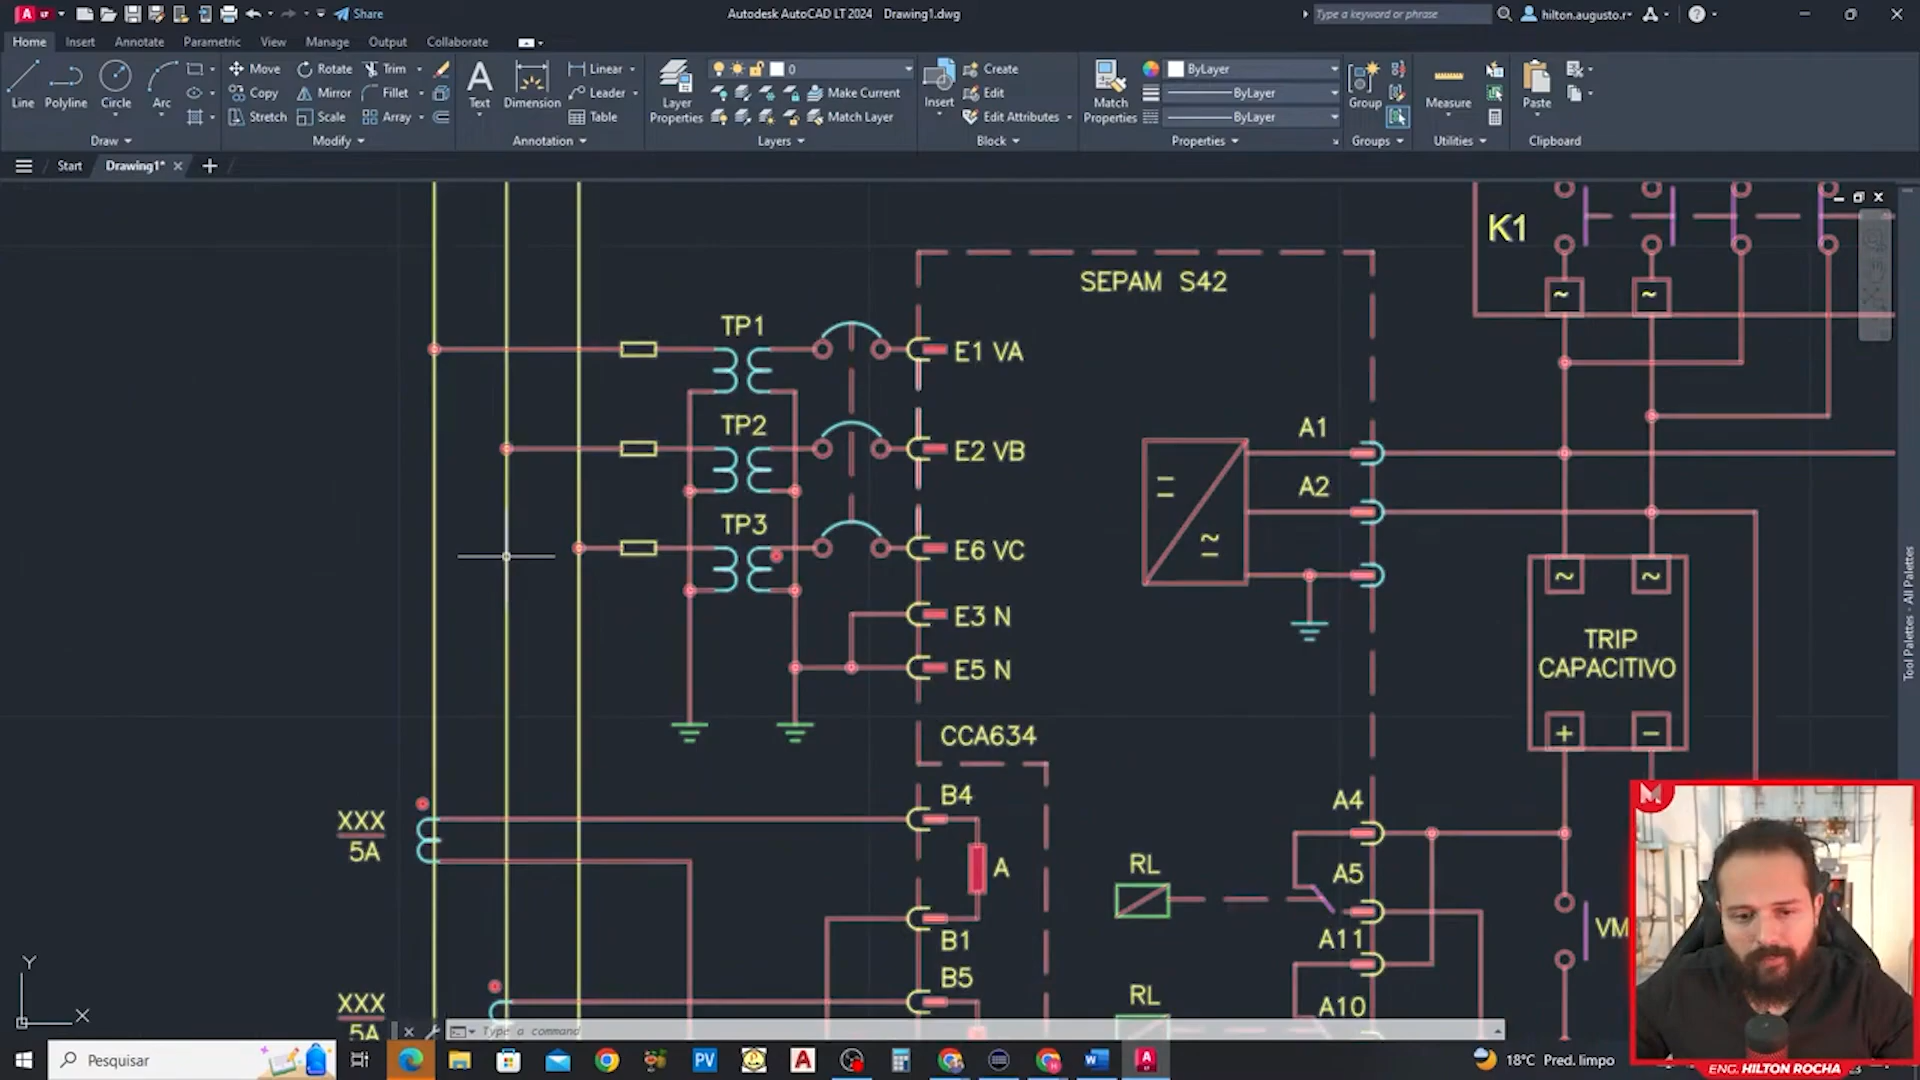 LT
Share
Autodesk AutoCAD LT 2024 Drawing1.dwg
Type a keyword or phrase
hilton.augusto.r
Home Insert Annotate Parametric View Manage Output Collaborate
Line Polyline Circle Arc
Move Rotate Trim
Copy Mirror Fillet
Stretch Scale Array
Text Dimension
Linear
Leader
Table
Layer Properties
0
Make Current
Match Layer
Insert
Create
Edit
Edit Attributes
Match Properties
ByLayer
ByLayer
ByLayer
Group
Measure
Paste
Draw Modify Annotation Layers Block Properties Groups Utilities Clipboard
Start Drawing1*
K1
SEPAM S42
TP1
E1 VA
TP2
E2 VB
TP3
E6 VC
E3 N
E5 N
A1
A2
TRIP
CAPACITIVO
+ −
CCA634
B4
A
B1
B5
XXX
5A
XXX
5A
RL
RL
A4
A5
A11
A10
VM
Y
X
Type a command
Tool Palettes - All Palettes
Pesquisar
PV
18°C Pred. limpo
ENG. HILTON ROCHA